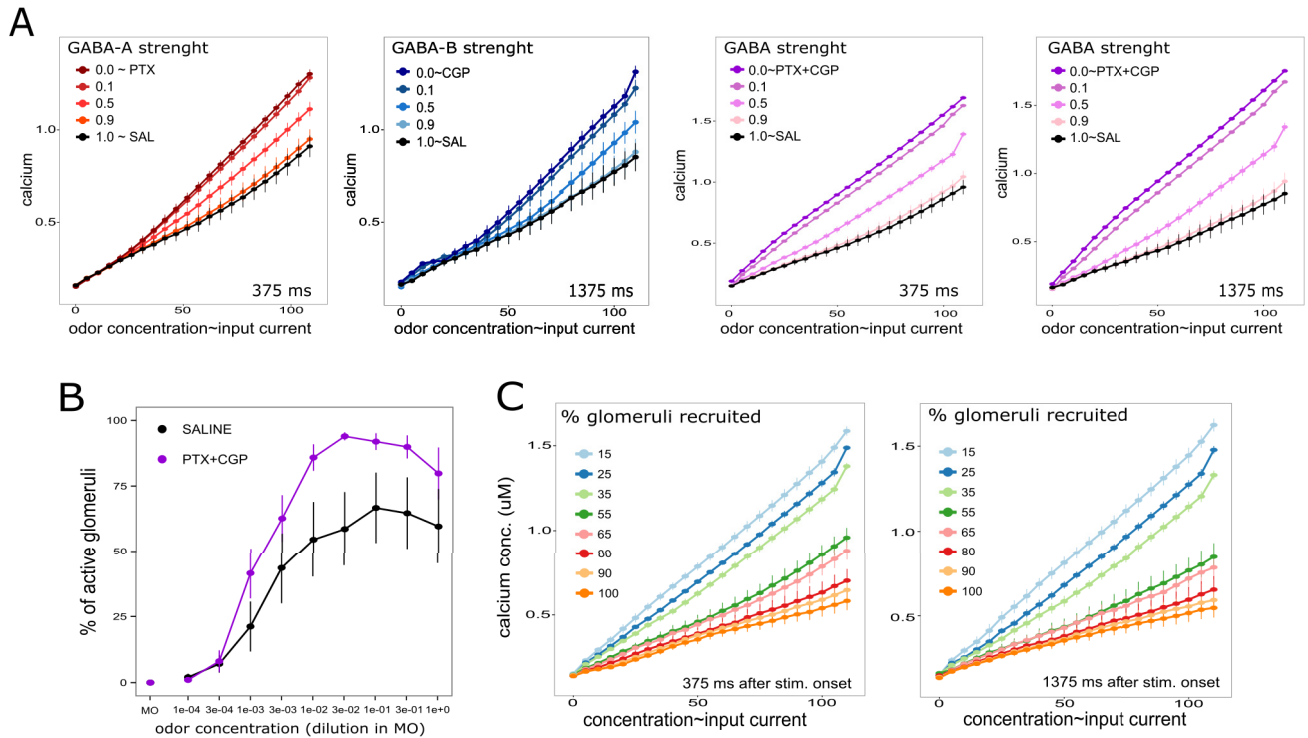 A
GABA-A strenght
0.0 ~ PTX
0.1
0.5
0.9
1.0 ~ SAL
1.0
0.5
calcium
375 ms
0
50
100
odor concentration~input current
GABA-B strenght
0.0~CGP
0.1
0.5
0.9
1.0~SAL
1.0
0.5
calcium
1375 ms
0
50
100
odor concentration~input current
GABA strenght
0.0~PTX+CGP
0.1
0.5
0.9
1.0~SAL
1.5
1.0
0.5
calcium
375 ms
0
50
100
odor concentration~input current
GABA strenght
0.0~PTX+CGP
0.1
0.5
0.9
1.0~SAL
1.5
1.0
0.5
calcium
1375 ms
0
50
100
odor concentration~input current
B
SALINE
PTX+CGP
100
75
50
25
0
% of active glomeruli
MO 1e-04 3e-04 1e-03 3e-03 1e-02 3e-02 1e-01 3e-01 1e+0
odor concentration (dilution in MO)
C
% glomeruli recruited
15
25
35
55
65
00
90
100
1.5
1.0
0.5
calcium conc. (uM)
375 ms after stim. onset
0
50
100
concentration~input current
% glomeruli recruited
15
25
35
55
65
80
90
100
1.5
1.0
0.5
1375 ms after stim. onset
0
50
100
concentration~input current